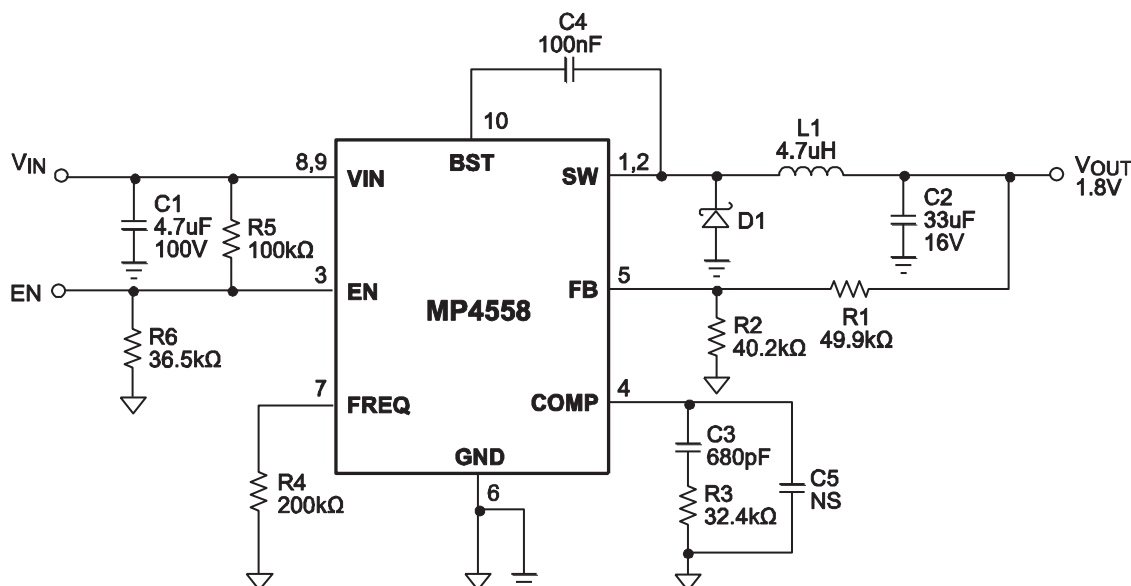 C4
100nF
10
BST
VIN
8,9
VIN
C1
4.7uF
100V
R5
100kΩ
EN
3
EN
R6
36.5kΩ
7
FREQ
R4
200kΩ
MP4558
GND
6
SW
1,2
L1
4.7uH
VOUT
1.8V
D1
C2
33uF
16V
FB
5
R2
40.2kΩ
R1
49.9kΩ
COMP
4
C3
680pF
R3
32.4kΩ
C5
NS